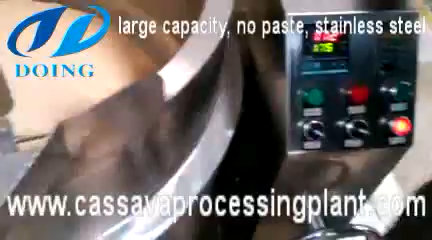 large capacity, no paste, stainless steel
DOING
www.cassavaprocessingplant.com